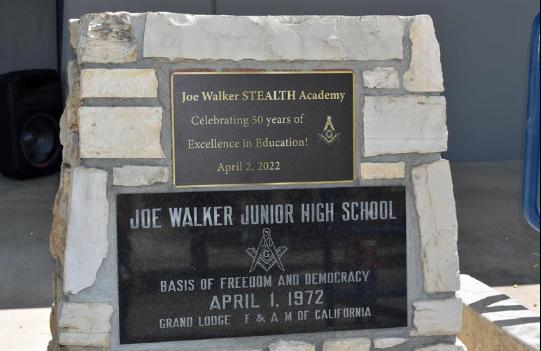 Joe Walker STEALTH Academy
Celebrating 50 years of
Excellence in Education!
April 2, 2022
G
JOE WALKER JUNIOR HIGH SCHOOL
G
BASIS OF FREEDOM AND DEMOCRACY
APRIL 1, 1972
GRAND LODGE F & A M OF CALIFORNIA